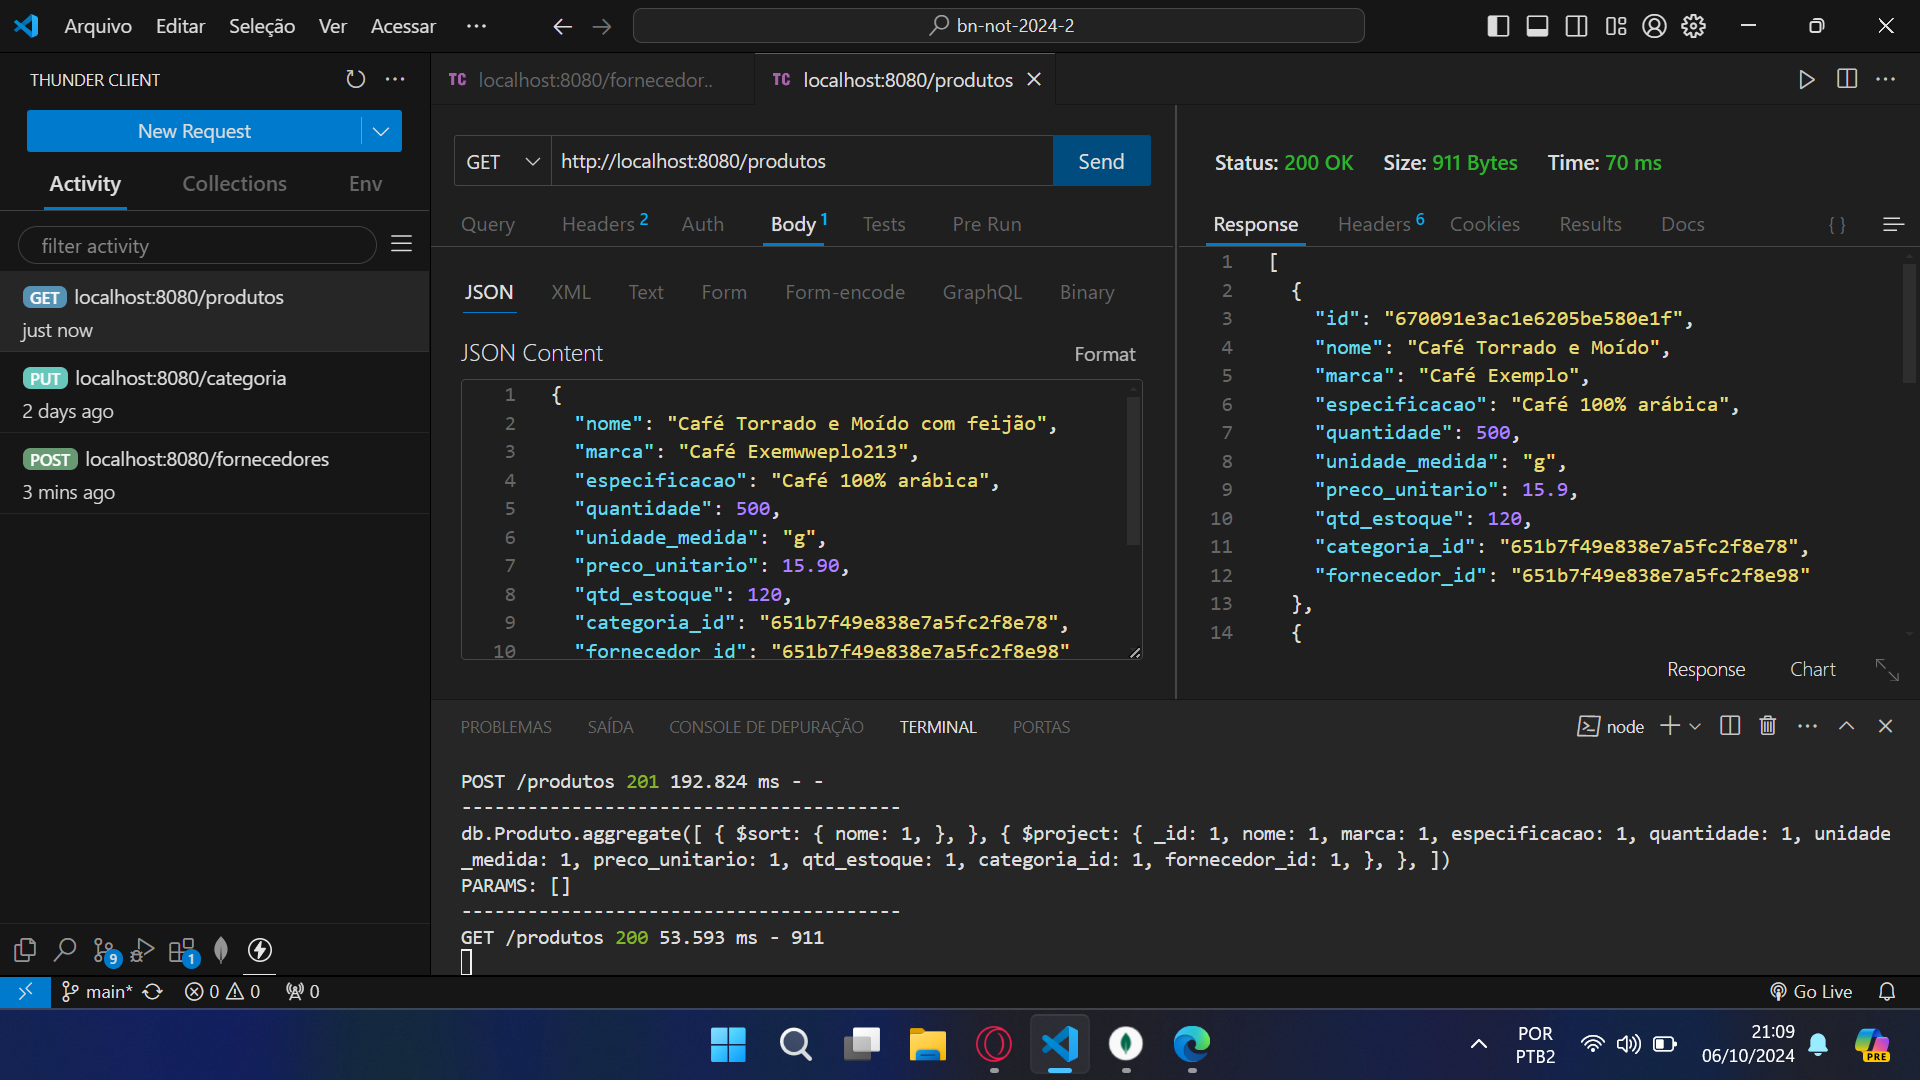 Arquivo Editar Seleção Ver Acessar ···
bn-not-2024-2
THUNDER CLIENT
New Request
Activity Collections Env
filter activity
GET localhost:8080/produtos
just now
PUT localhost:8080/categoria
2 days ago
POST localhost:8080/fornecedores
3 mins ago
TC localhost:8080/fornecedor..
TC localhost:8080/produtos
GET http://localhost:8080/produtos Send
Query Headers 2 Auth Body 1 Tests Pre Run
JSON XML Text Form Form-encode GraphQL Binary
JSON Content Format
1 {
2 "nome": "Café Torrado e Moído com feijão",
3 "marca": "Café Exemwweplo213",
4 "especificacao": "Café 100% arábica",
5 "quantidade": 500,
6 "unidade_medida": "g",
7 "preco_unitario": 15.90,
8 "qtd_estoque": 120,
9 "categoria_id": "651b7f49e838e7a5fc2f8e78",
10 "fornecedor_id": "651b7f49e838e7a5fc2f8e98"
Status: 200 OK Size: 911 Bytes Time: 70 ms
Response Headers 6 Cookies Results Docs { }
1 [
2 {
3 "id": "670091e3ac1e6205be580e1f",
4 "nome": "Café Torrado e Moído",
5 "marca": "Café Exemplo",
6 "especificacao": "Café 100% arábica",
7 "quantidade": 500,
8 "unidade_medida": "g",
9 "preco_unitario": 15.9,
10 "qtd_estoque": 120,
11 "categoria_id": "651b7f49e838e7a5fc2f8e78",
12 "fornecedor_id": "651b7f49e838e7a5fc2f8e98"
13 },
14 {
Response Chart
PROBLEMAS SAÍDA CONSOLE DE DEPURAÇÃO TERMINAL PORTAS
node
POST /produtos 201 192.824 ms - -
----------------------------------------
db.Produto.aggregate([ { $sort: { nome: 1, }, }, { $project: { _id: 1, nome: 1, marca: 1, especificacao: 1, quantidade: 1, unidade
_medida: 1, preco_unitario: 1, qtd_estoque: 1, categoria_id: 1, fornecedor_id: 1, }, }, ])
PARAMS: []
----------------------------------------
GET /produtos 200 53.593 ms - 911
9 1
main* 0 0 0
Go Live
POR
PTB2
21:09
06/10/2024
PRE